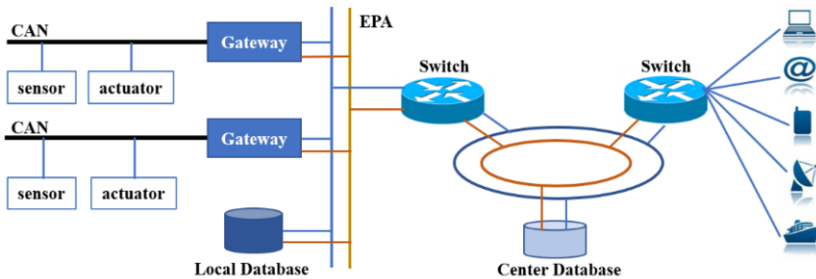 CAN
Gateway
EPA
sensor
actuator
Switch
Switch
@
CAN
Gateway
sensor
actuator
Local Database
Center Database